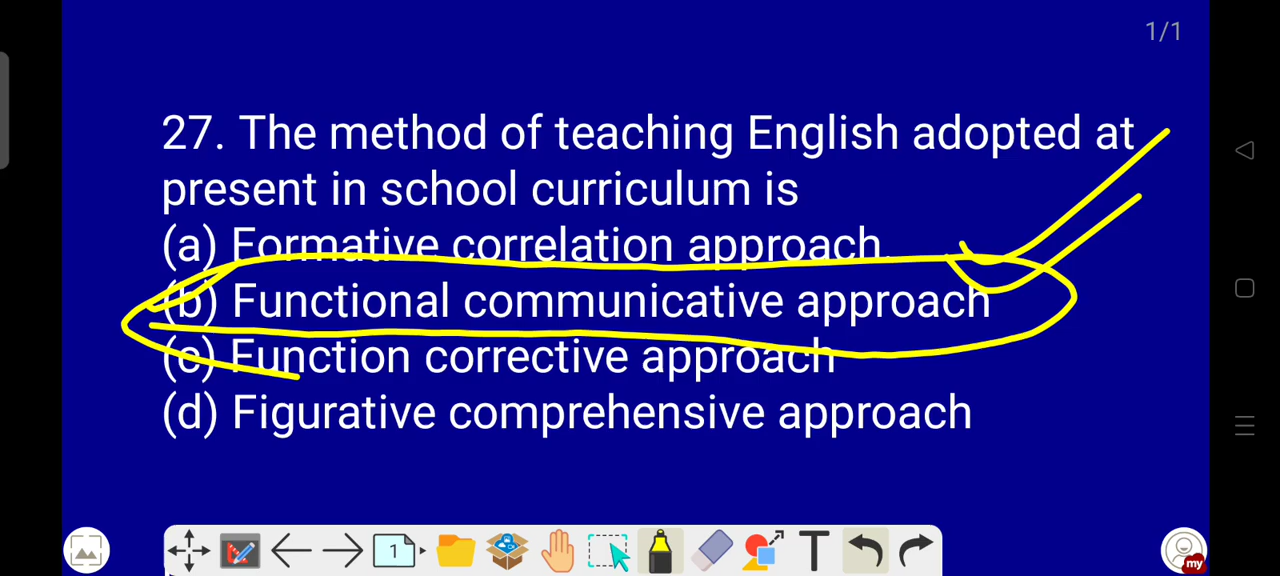 1/1
27. The method of teaching English adopted at
present in school curriculum is
(a) Formative correlation approach.
(b) Functional communicative approach
(c) Function corrective approach
(d) Figurative comprehensive approach
1
T
my